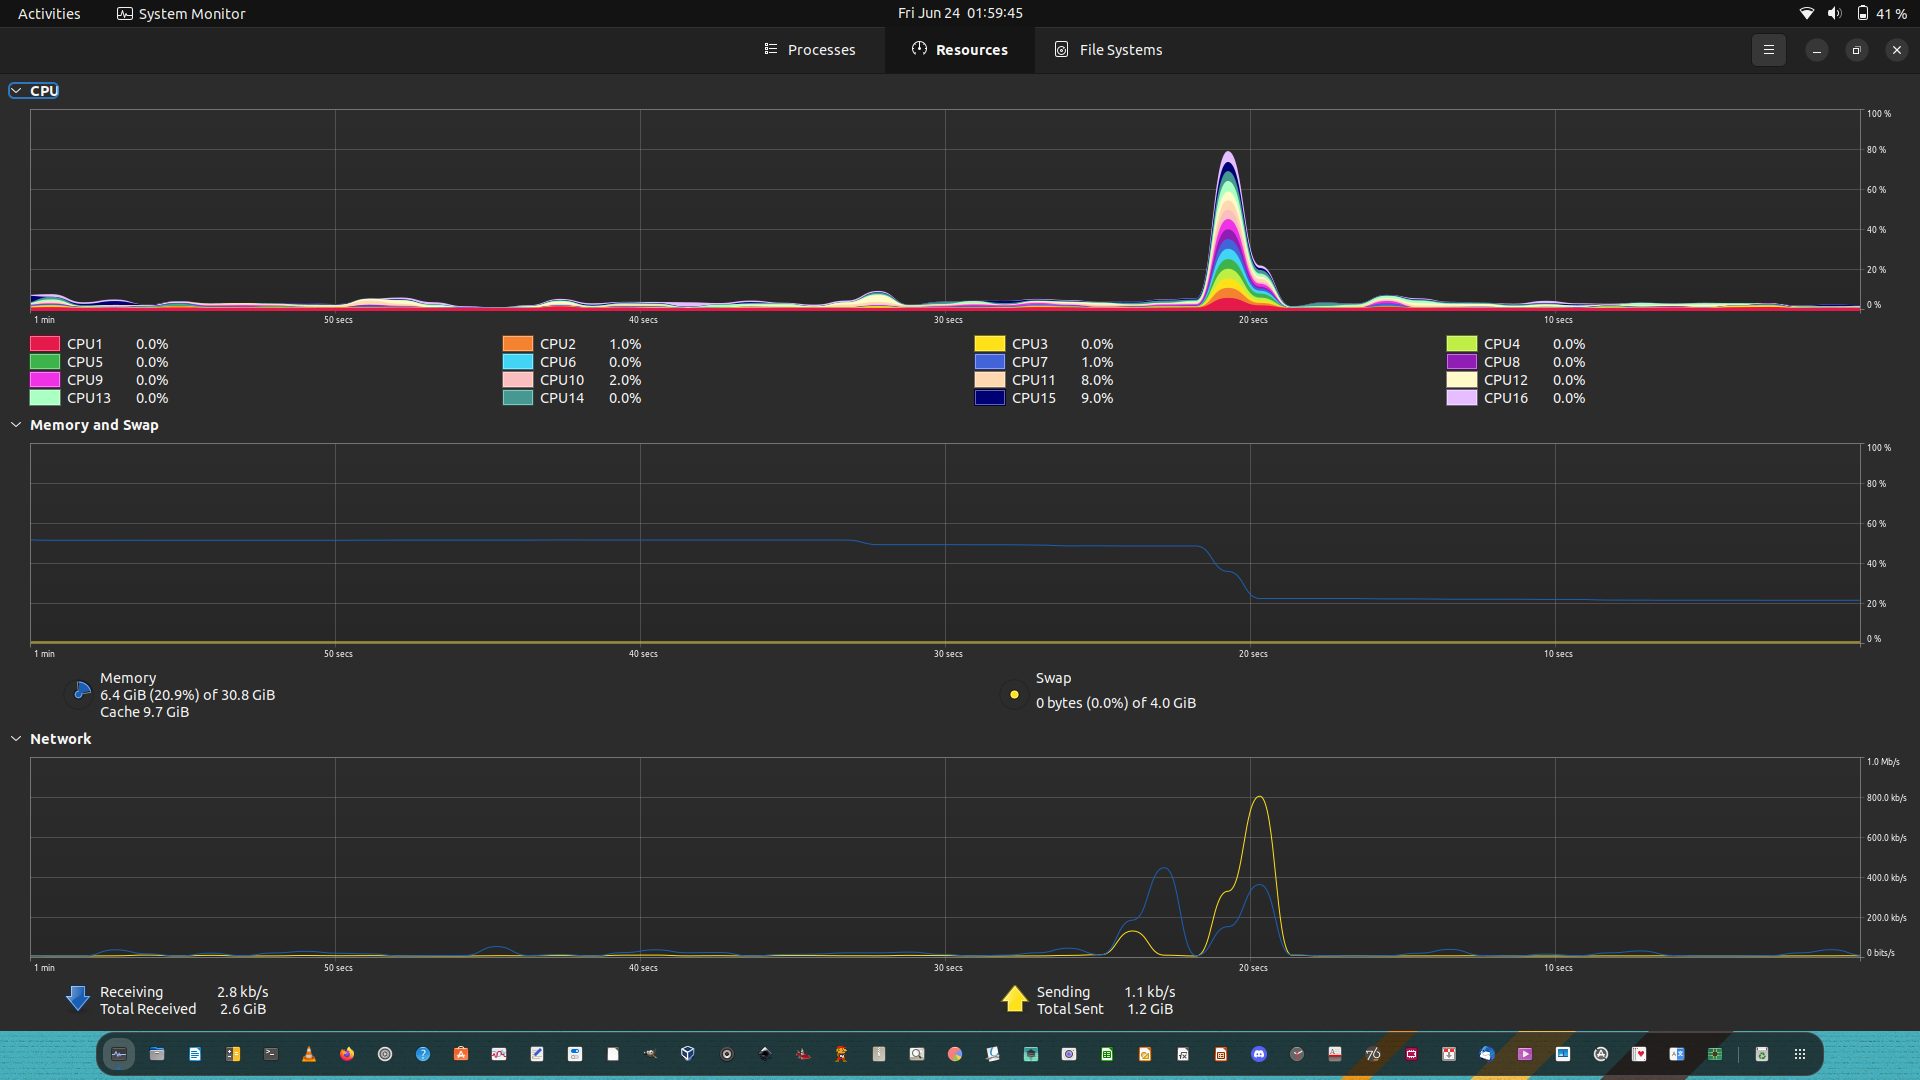 Activities System Monitor Fri Jun 24 01:59:45 41 %
Processes Resources File Systems
CPU
100 %
80 %
60 %
40 %
20 %
0 %
1 min 50 secs 40 secs 30 secs 20 secs 10 secs
CPU1 0.0% CPU2 1.0% CPU3 0.0% CPU4 0.0%
CPU5 0.0% CPU6 0.0% CPU7 1.0% CPU8 0.0%
CPU9 0.0% CPU10 2.0% CPU11 8.0% CPU12 0.0%
CPU13 0.0% CPU14 0.0% CPU15 9.0% CPU16 0.0%
Memory and Swap
100 %
80 %
60 %
40 %
20 %
0 %
1 min 50 secs 40 secs 30 secs 20 secs 10 secs
Memory
6.4 GiB (20.9%) of 30.8 GiB
Cache 9.7 GiB
Swap
0 bytes (0.0%) of 4.0 GiB
Network
1.0 Mb/s
800.0 kb/s
600.0 kb/s
400.0 kb/s
200.0 kb/s
0 bits/s
1 min 50 secs 40 secs 30 secs 20 secs 10 secs
Receiving 2.8 kb/s
Total Received 2.6 GiB
Sending 1.1 kb/s
Total Sent 1.2 GiB
76